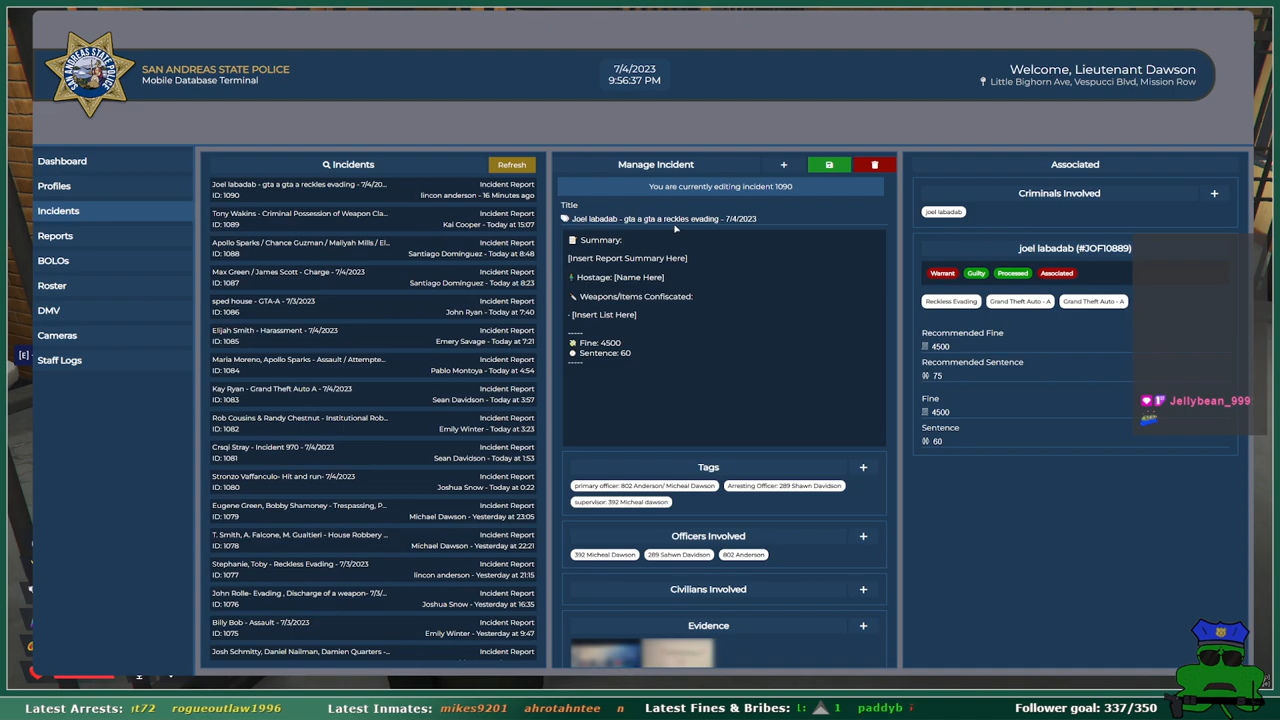 SAN ANDREAS STATE POLICE
Mobile Database Terminal
7/4/2023
9:56:37 PM
Welcome, Lieutenant Dawson
Little Bighorn Ave, Vespucci Blvd, Mission Row
Dashboard
Profiles
Incidents
Reports
BOLOs
Roster
DMV
Cameras
Staff Logs
[E]
Incidents
Refresh
Joel labadab - gta a gta a reckles evading - 7/4/20...
Incident Report
ID: 1090
lincon anderson - 16 Minutes ago
Tony Wakins - Criminal Possession of Weapon Cla...
Incident Report
ID: 1089
Kai Cooper - Today at 15:07
Apollo Sparks / Chance Guzman / Maliyah Mills / El...
Incident Report
ID: 1088
Santiago Dominguez - Today at 8:48
Max Green / James Scott - Charge - 7/4/2023
Incident Report
ID: 1087
Santiago Dominguez - Today at 8:23
sped house - GTA-A - 7/3/2023
Incident Report
ID: 1086
John Ryan - Today at 7:40
Elijah Smith - Harassment - 7/4/2023
Incident Report
ID: 1085
Emery Savage - Today at 7:21
Maria Moreno, Apollo Sparks - Assault / Attempte...
Incident Report
ID: 1084
Pablo Montoya - Today at 4:54
Kay Ryan - Grand Theft Auto A - 7/4/2023
Incident Report
ID: 1083
Sean Davidson - Today at 3:57
Rob Cousins & Randy Chestnut - Institutional Rob...
Incident Report
ID: 1082
Emily Winter - Today at 3:23
Crsqi Stray - Incident 970 - 7/4/2023
Incident Report
ID: 1081
Sean Davidson - Today at 1:53
Stronzo Vaffanculo- Hit and run- 7/4/2023
Incident Report
ID: 1080
Joshua Snow - Today at 0:22
Eugene Green, Bobby Shamoney - Trespassing, P...
Incident Report
ID: 1079
Michael Dawson - Yesterday at 23:05
T. Smith, A. Falcone, M. Gualtieri - House Robbery ...
Incident Report
ID: 1078
Michael Dawson - Yesterday at 22:21
Stephanie, Toby - Reckless Evading - 7/3/2023
Incident Report
ID: 1077
lincon anderson - Yesterday at 21:15
John Rolle- Evading , Discharge of a weapon- 7/3/...
Incident Report
ID: 1076
Joshua Snow - Yesterday at 16:35
Billy Bob - Assault - 7/3/2023
Incident Report
ID: 1075
Emily Winter - Yesterday at 9:47
Josh Schmitty, Daniel Nailman, Damien Quarters -...
Incident Report
Manage Incident
You are currently editing incident 1090
Title
Joel labadab - gta a gta a reckles evading - 7/4/2023
Summary:
[Insert Report Summary Here]
Hostage: [Name Here]
Weapons/Items Confiscated:
· [Insert List Here]
-----
Fine: 4500
Sentence: 60
-----
Tags
primary officer: 802 Anderson/ Micheal Dawson
Arresting Officer: 289 Shawn Davidson
supervisor: 392 Micheal dawson
Officers Involved
392 Micheal Dawson
289 Sahwn Davidson
802 Anderson
Civilians Involved
Evidence
Associated
Criminals Involved
joel labadab
joel labadab (#JOF10889)
Warrant
Guilty
Processed
Associated
Reckless Evading
Grand Theft Auto - A
Grand Theft Auto - A
Recommended Fine
4500
Recommended Sentence
75
Fine
4500
Sentence
60
Jellybean_999
Latest Arrests: nt72 rogueoutlaw1996
Latest Inmates: mikes9201 ahrotahntee n
Latest Fines & Bribes: 1 paddyb
Follower goal: 337/350